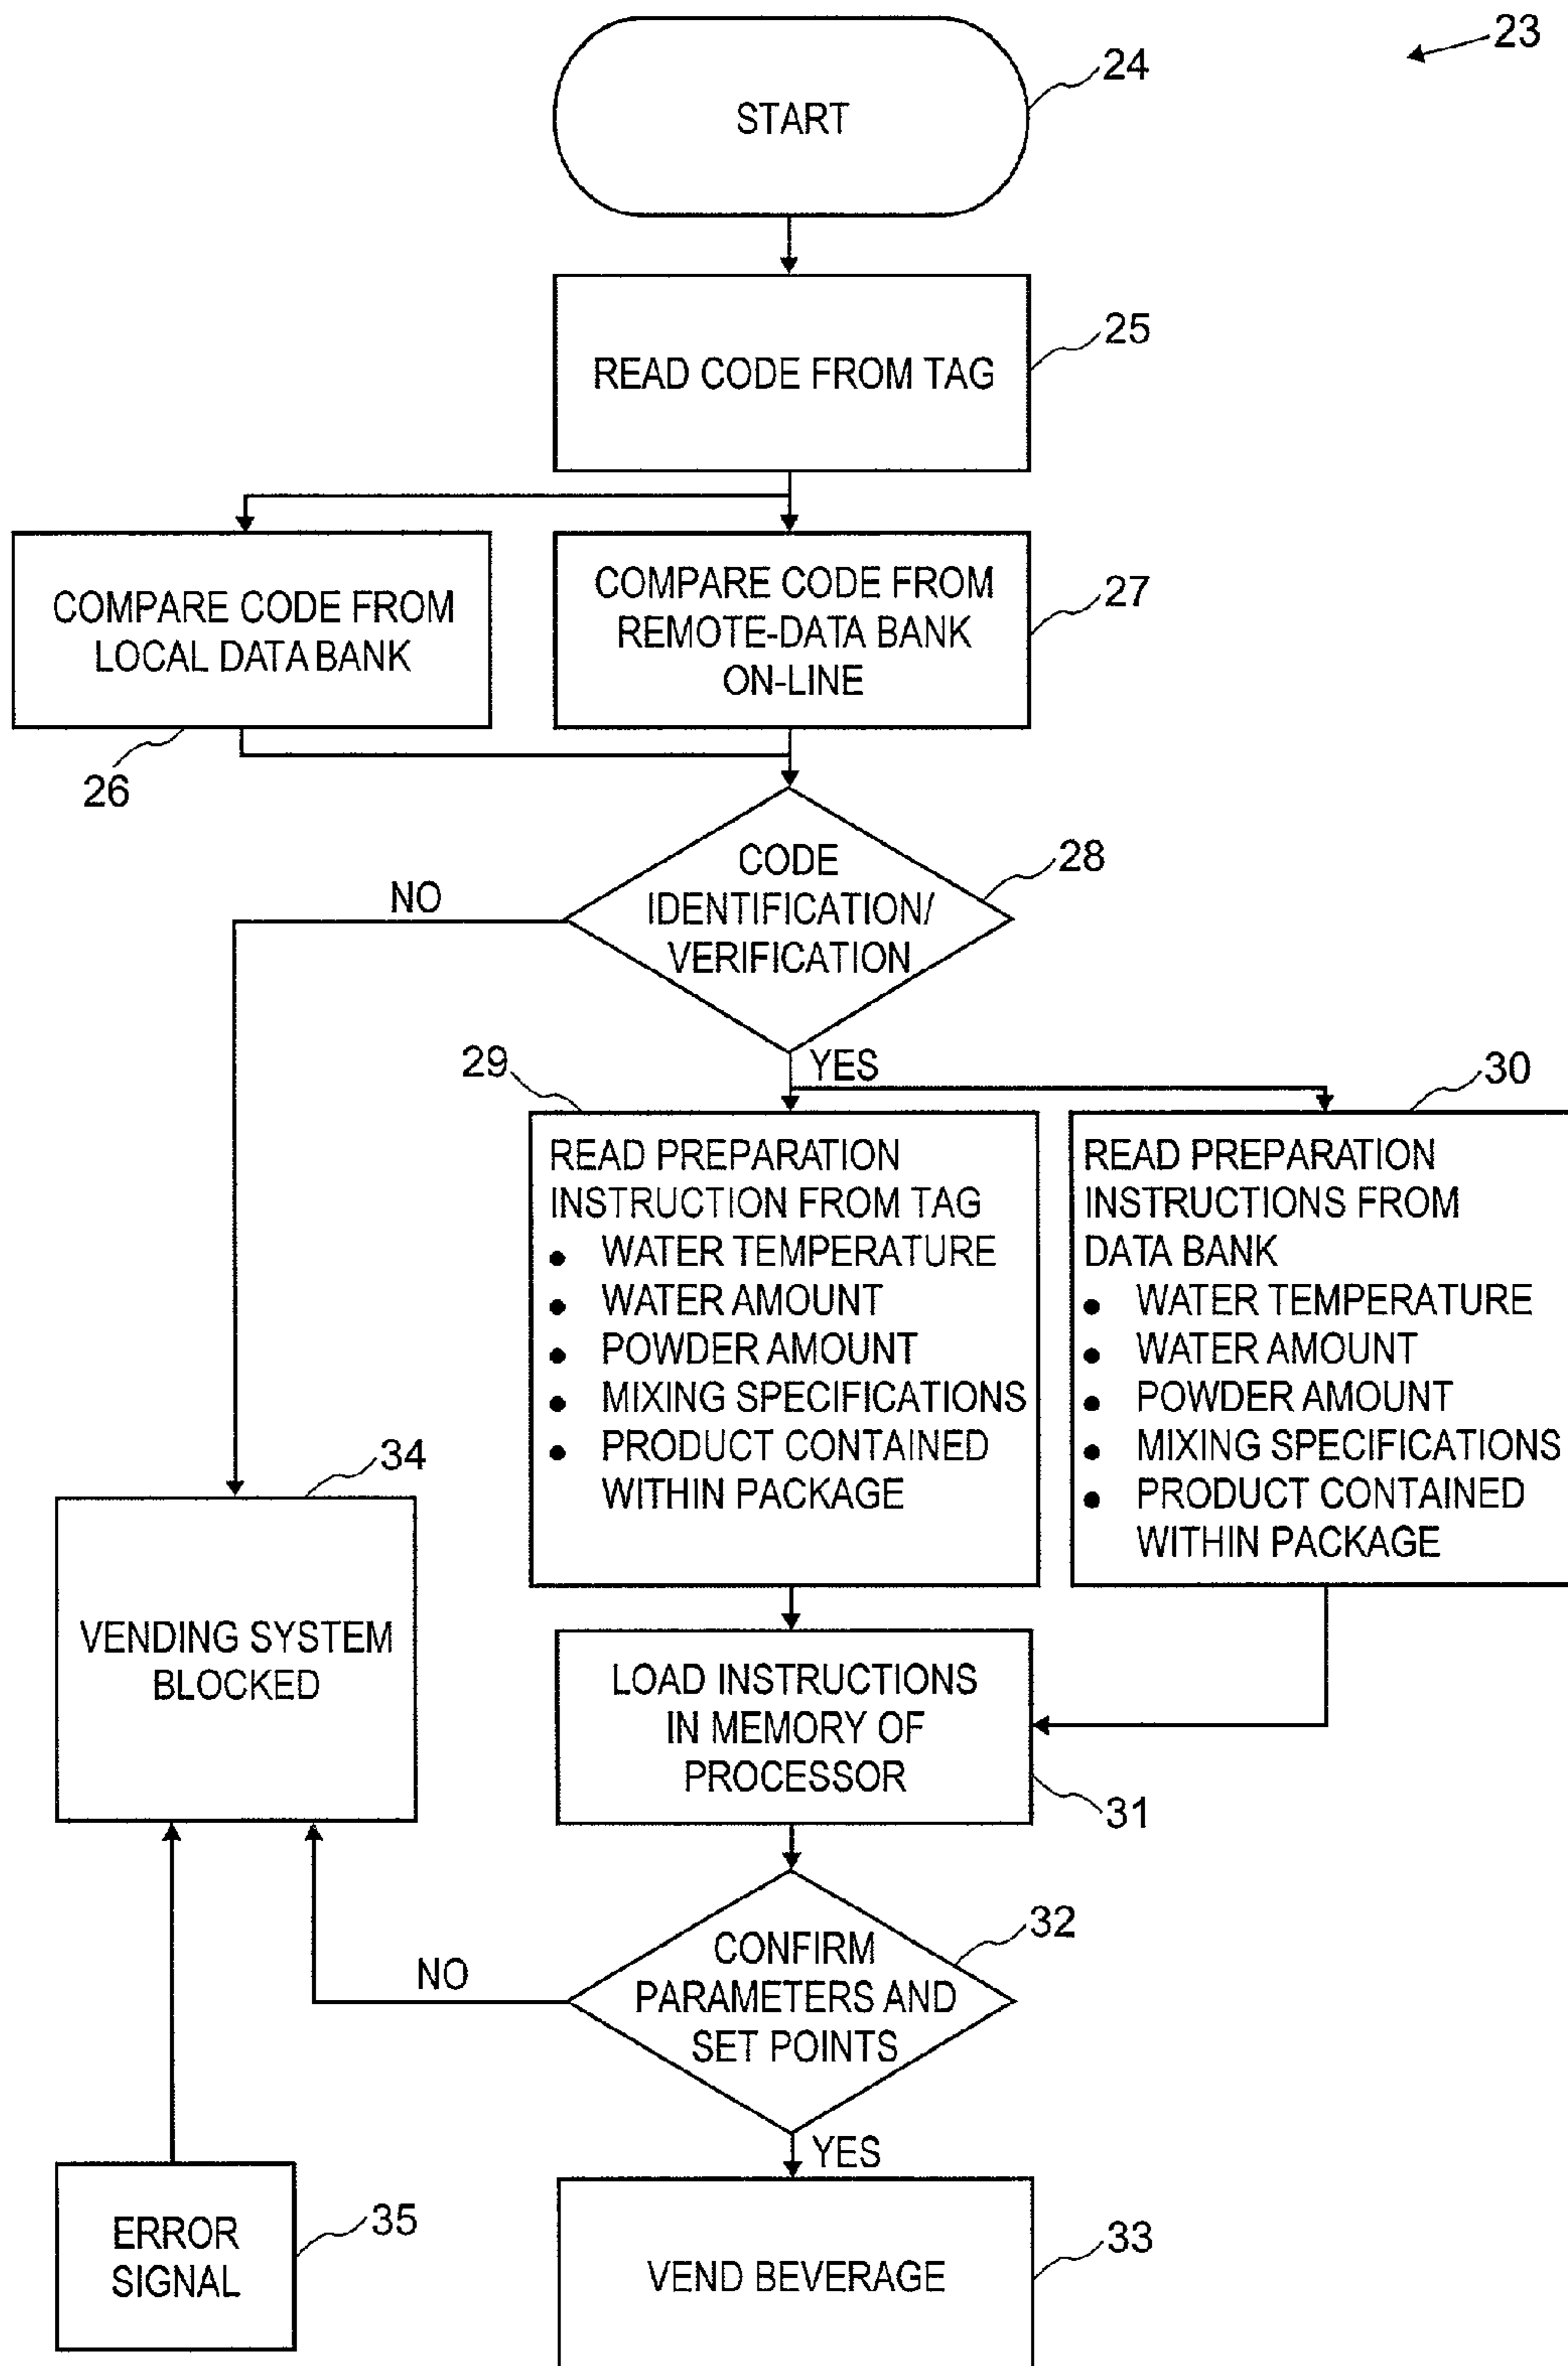 23
24
START
25
READ CODE FROM TAG
COMPARE CODE FROM
LOCAL DATA BANK
26
COMPARE CODE FROM
REMOTE-DATA BANK
ON-LINE
27
CODE
IDENTIFICATION/
VERIFICATION
28
NO
YES
29
READ PREPARATION
INSTRUCTION FROM TAG
• WATER TEMPERATURE
• WATER AMOUNT
• POWDER AMOUNT
• MIXING SPECIFICATIONS
• PRODUCT CONTAINED
WITHIN PACKAGE
30
READ PREPARATION
INSTRUCTIONS FROM
DATA BANK
• WATER TEMPERATURE
• WATER AMOUNT
• POWDER AMOUNT
• MIXING SPECIFICATIONS
• PRODUCT CONTAINED
WITHIN PACKAGE
34
VENDING SYSTEM
BLOCKED
LOAD INSTRUCTIONS
IN MEMORY OF
PROCESSOR
31
CONFIRM
PARAMETERS AND
SET POINTS
32
NO
YES
ERROR
SIGNAL
35
VEND BEVERAGE
33